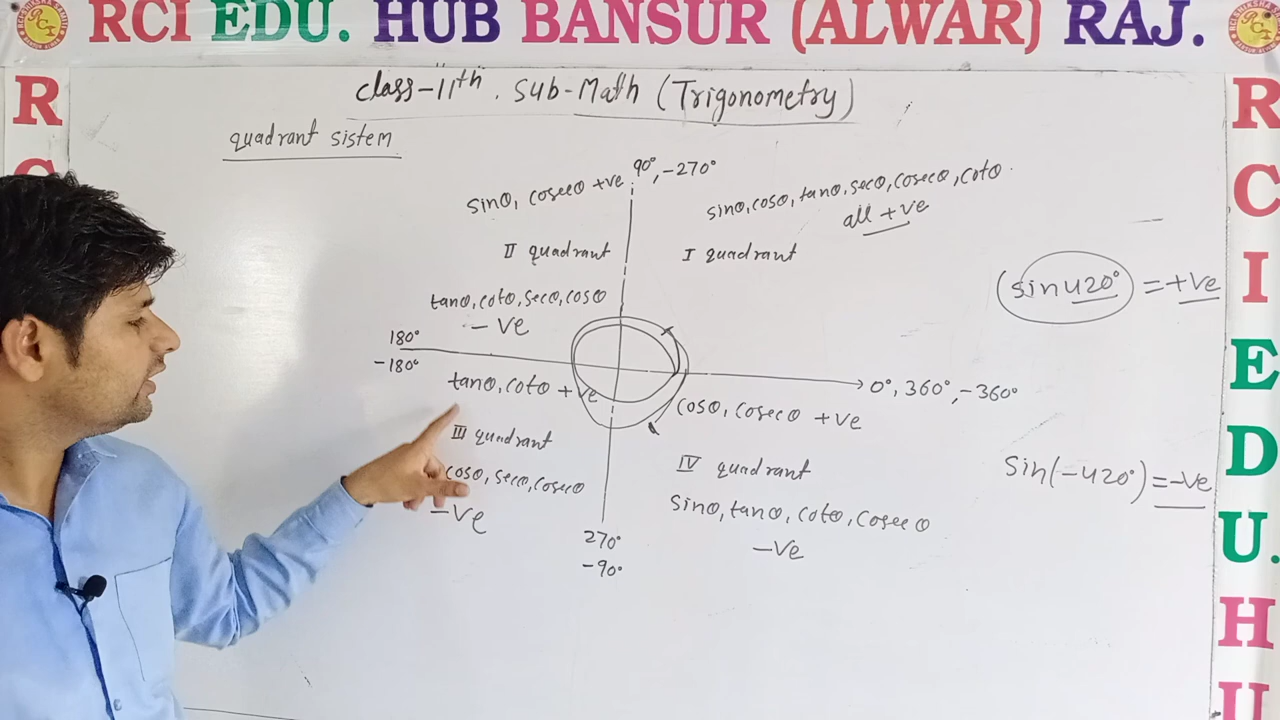 RCI EDU. HUB BANSUR (ALWAR) RAJ.
class-11th. Sub-Math (Trigonometry)
quadrant sistem
90°, -270°
sinθ, cosecθ +ve
II quadrant
tanθ, cotθ, secθ, cosθ
-ve
sinθ, cosθ, tanθ, secθ, cosecθ, cotθ
all +ve
I quadrant
180°
-180°
0°, 360°, -360°
tanθ, cotθ +ve
III quadrant
cosθ, secθ, cosecθ
-ve
cosθ, cosecθ +ve
IV quadrant
sinθ, tanθ, cotθ, cosecθ
-ve
270°
-90°
(sin420°) = +ve
sin(-420°) = -ve
R
R
C
I
E
D
U.
H
U